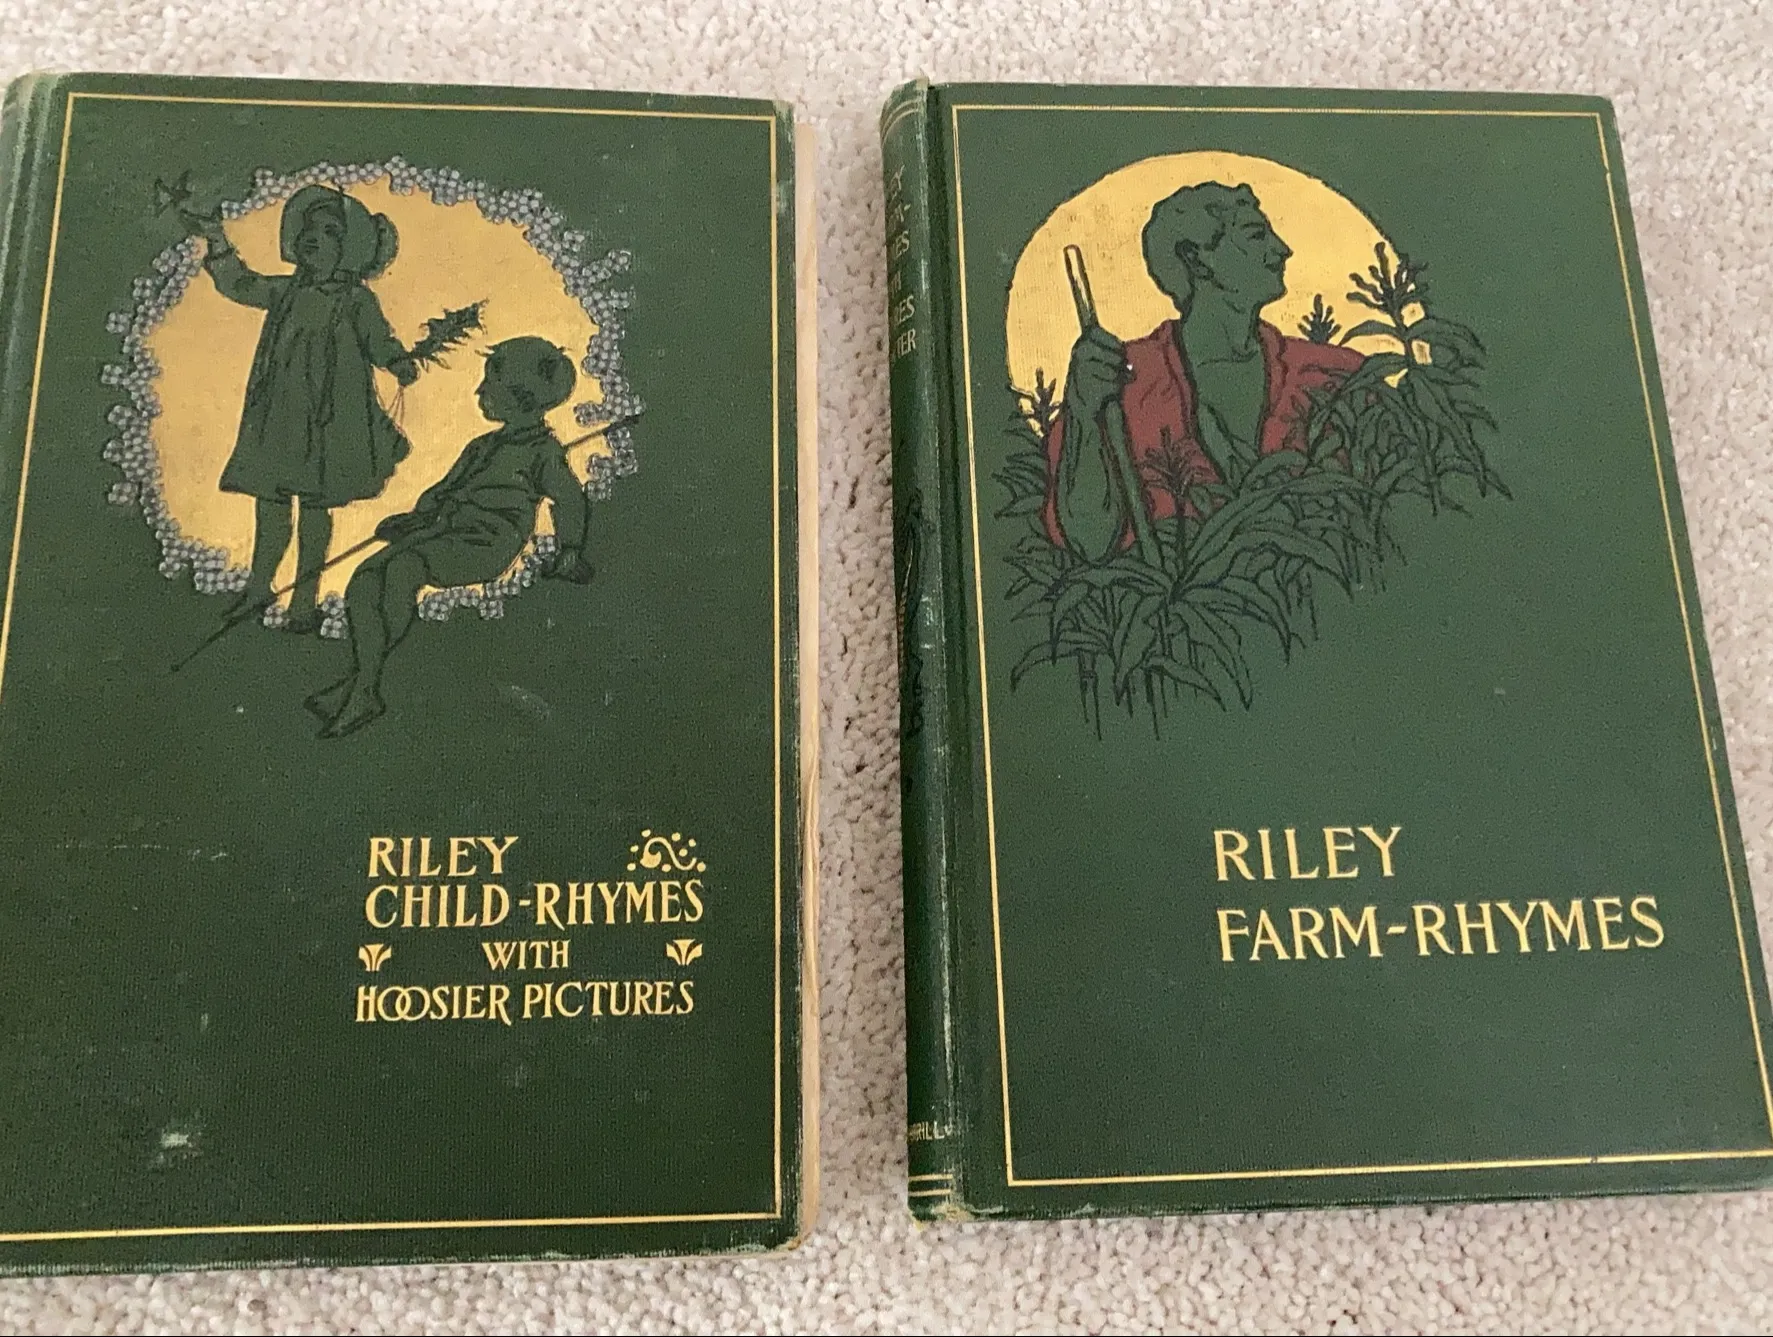 RILEY
CHILD-RHYMES
WITH
HOOSIER PICTURES
RILEY
FARM-RHYMES